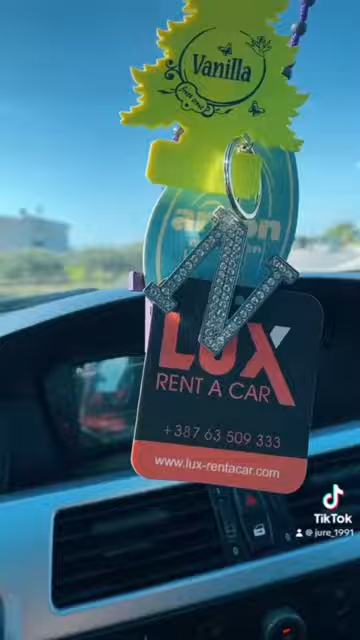 Vanilla
N
LUX
RENT A CAR
+387 63 509 333
www.lux-rentacar.com
TikTok
@jure_1991